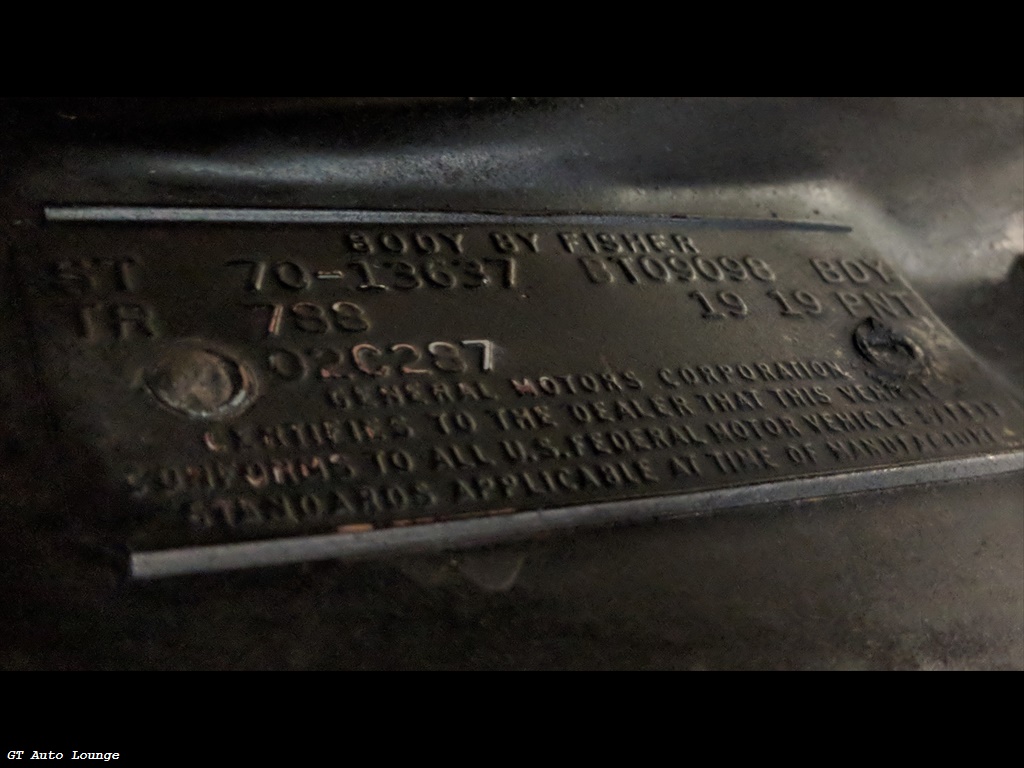 BODY BY FISHER
ST 70-13637 BT09098 BDY
TR 788 19 19 PNT
02C287
GENERAL MOTORS CORPORATION
CERTIFIES TO THE DEALER THAT THIS VEHICLE
CONFORMS TO ALL U.S. FEDERAL MOTOR VEHICLE SAFETY
STANDARDS APPLICABLE AT TIME OF MANUFACTURE
GT Auto Lounge